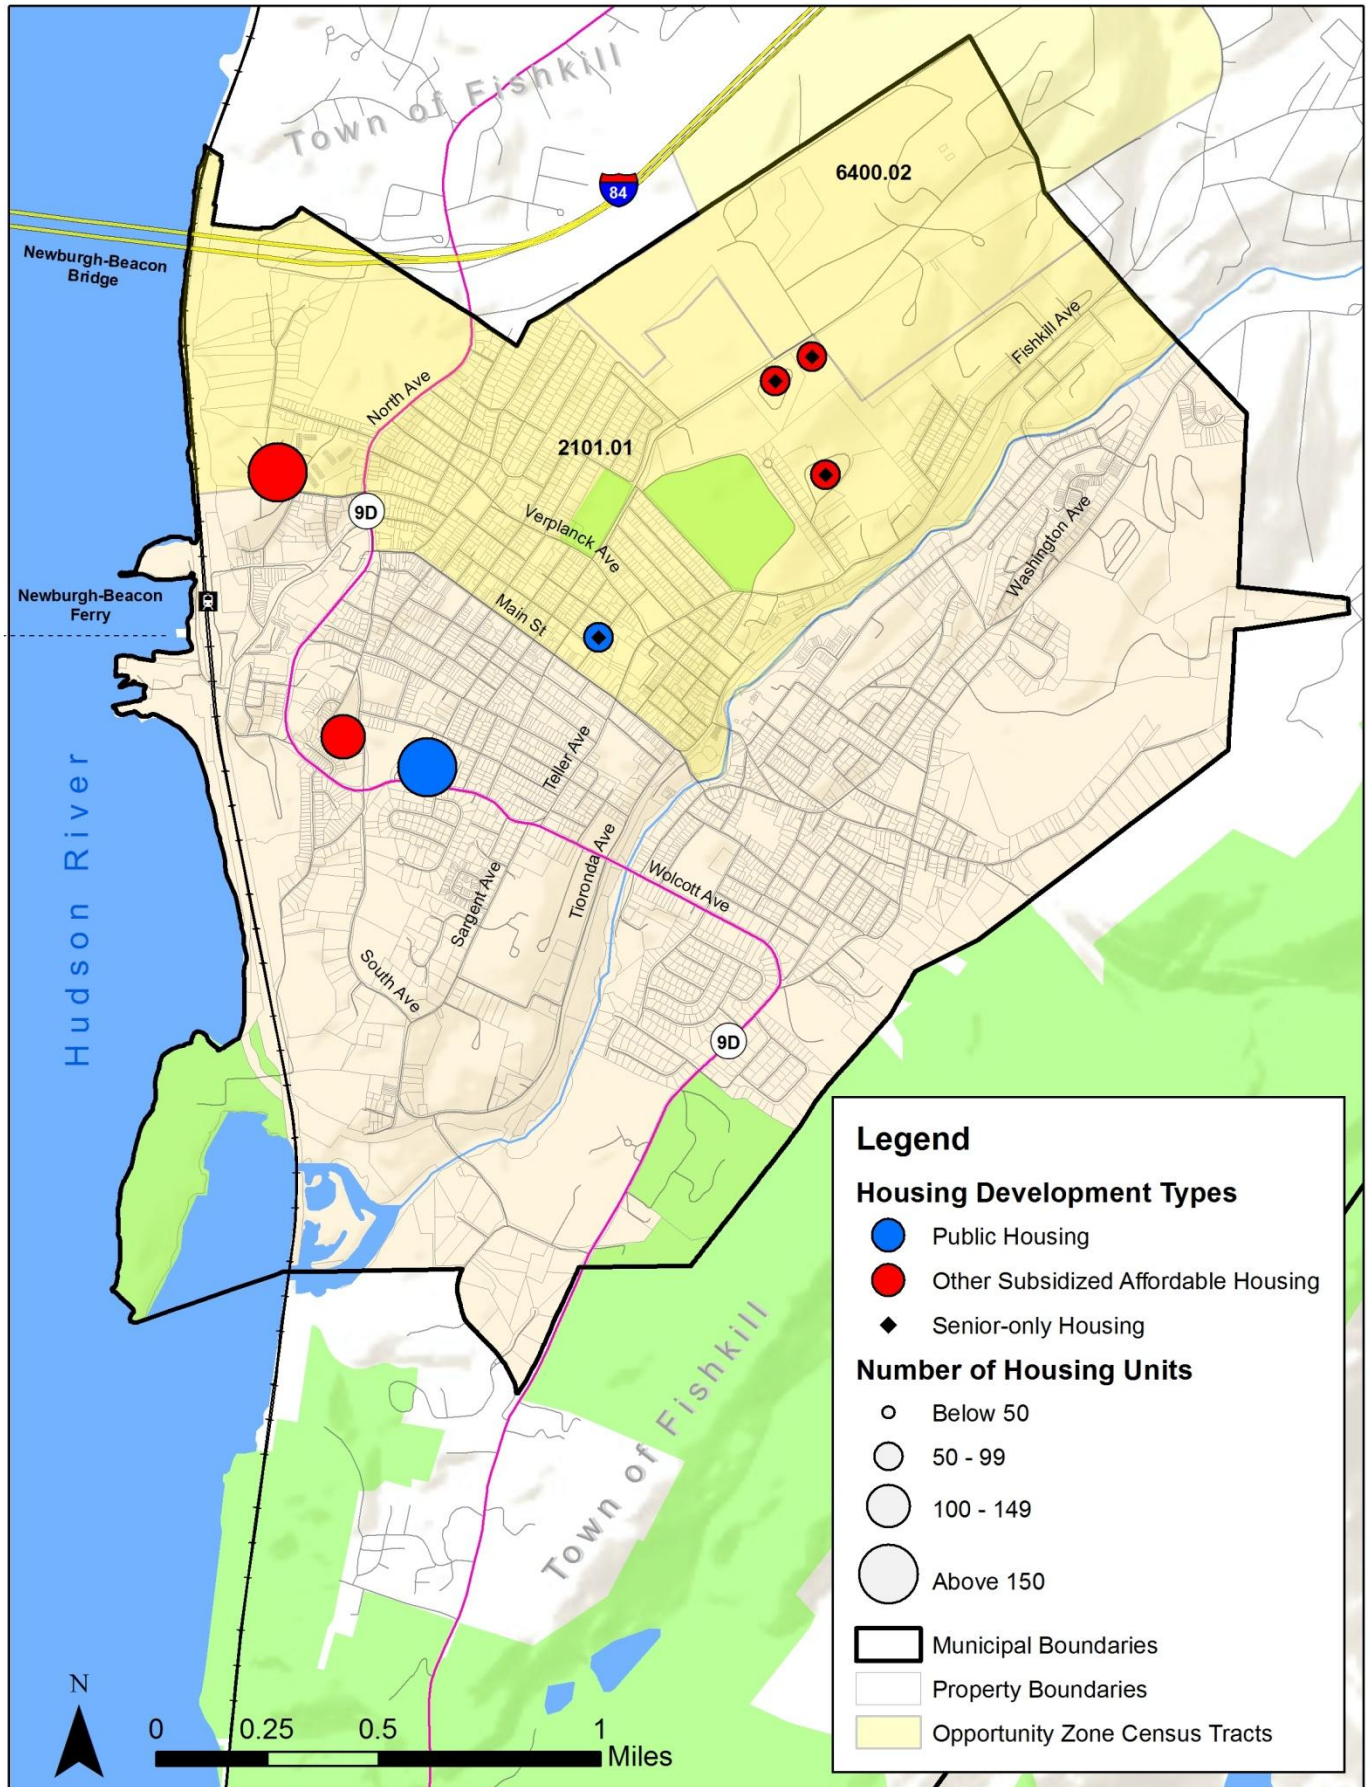 Town of Fishkill
84
6400.02
Newburgh-Beacon
Bridge
Fishkill Ave
North Ave
2101.01
9D
Verplanck Ave
Washington Ave
Newburgh-Beacon
Ferry
Main St
Teller Ave
Hudson River
Tioronda Ave
Wolcott Ave
Sargent Ave
South Ave
9D
Town of Fishkill
Legend
Housing Development Types
Public Housing
Other Subsidized Affordable Housing
Senior-only Housing
Number of Housing Units
Below 50
50 - 99
100 - 149
Above 150
Municipal Boundaries
Property Boundaries
Opportunity Zone Census Tracts
N
0 0.25 0.5 1
Miles